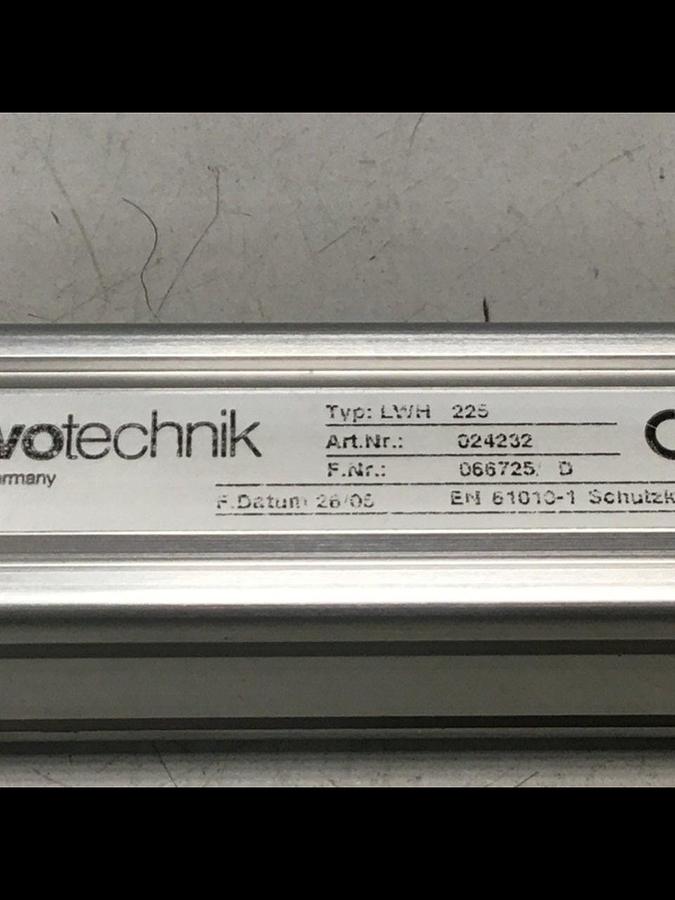 votechnik
ermany
Typ: LWH 225
Art.Nr.: 024232
F.Nr.: 066725/ D
F.Datum 26/05 EN 61010-1 Schutzk